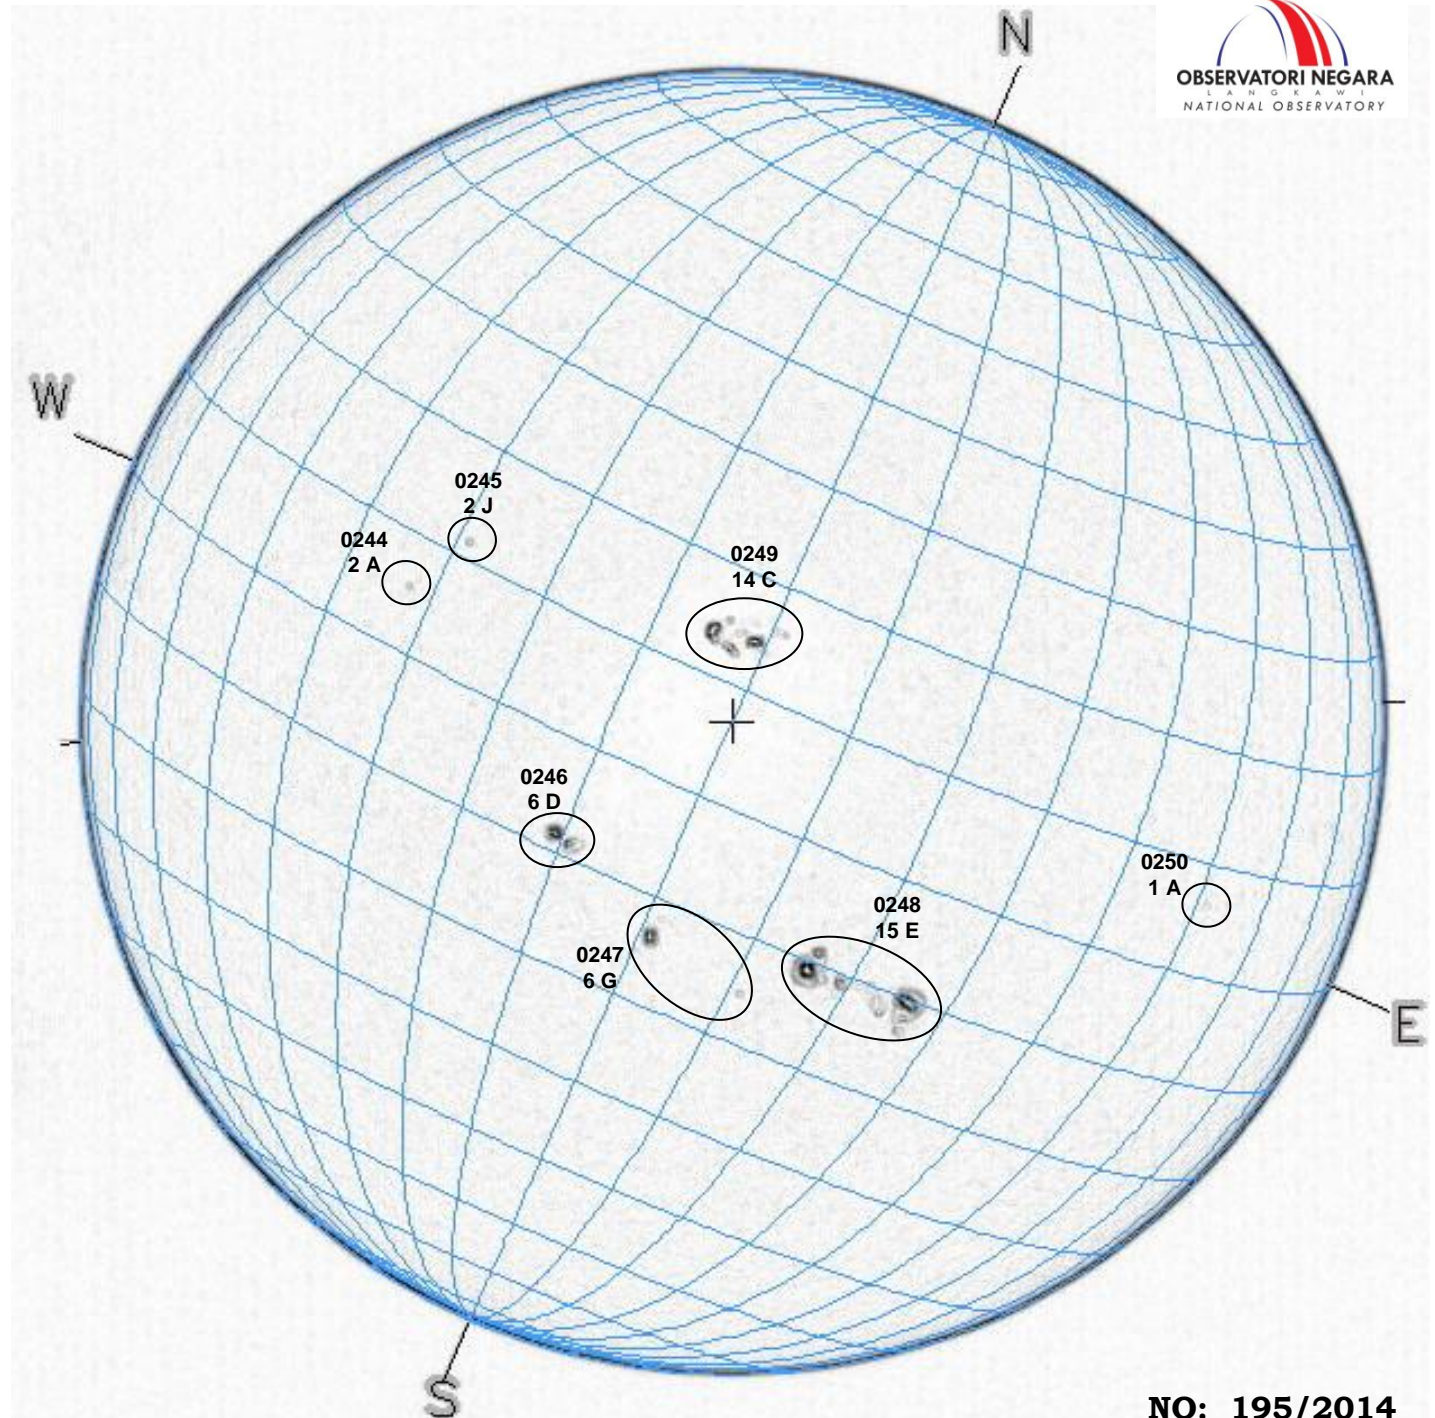 N
OBSERVATORI NEGARA
LANGKAWI
NATIONAL OBSERVATORY
W
0245
2 J
0244
2 A
0249
14 C
0246
6 D
0250
1 A
0248
15 E
0247
6 G
E
S
NO: 195/2014